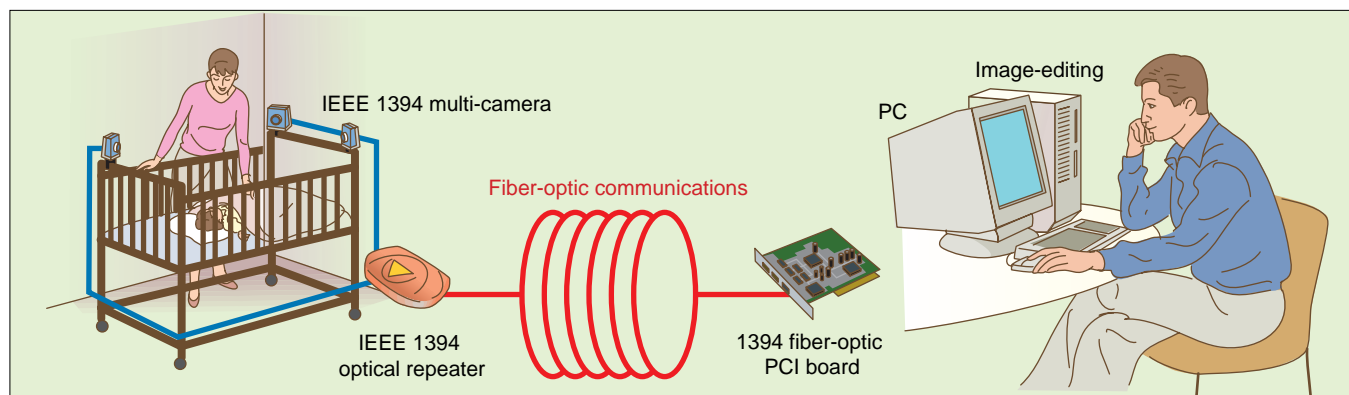 IEEE 1394 multi-camera
Fiber-optic communications
IEEE 1394
optical repeater
1394 fiber-optic
PCI board
PC
Image-editing